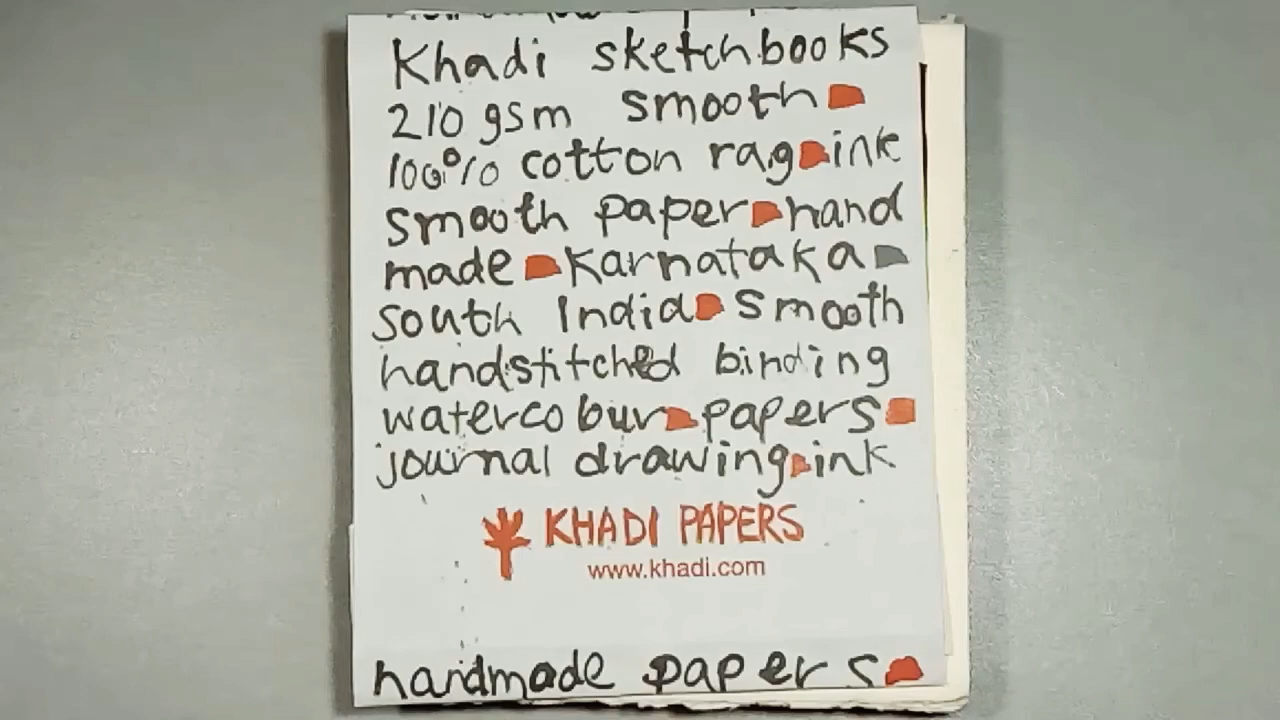 Khadi sketchbooks
210 gsm smooth
100% cotton rag ink
smooth paper hand
made Karnataka
south India smooth
handstitched binding
watercolour papers
journal drawing ink
KHADI PAPERS
www.khadi.com
handmade papers